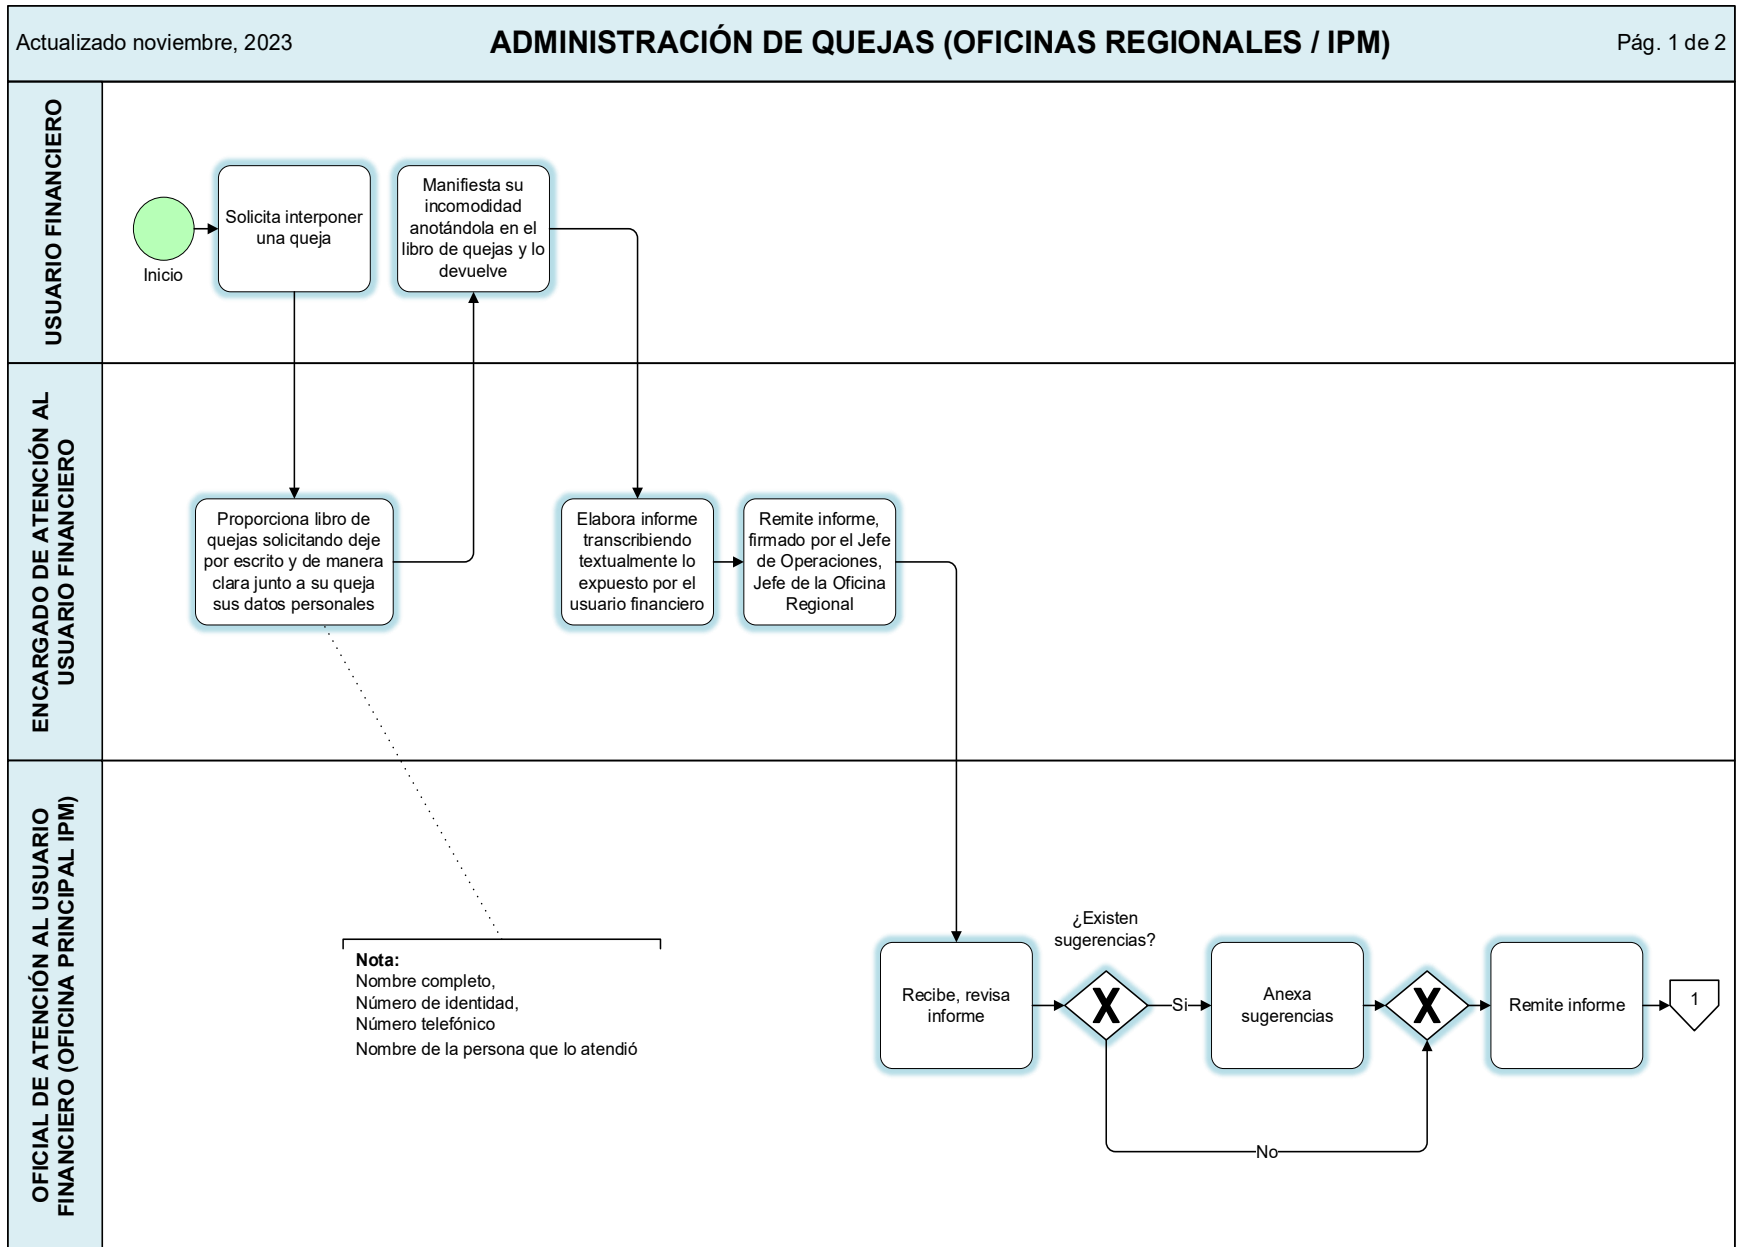 Actualizado noviembre, 2023
ADMINISTRACIÓN DE QUEJAS (OFICINAS REGIONALES / IPM)
Pág. 1 de 2
USUARIO FINANCIERO
Inicio
Solicita interponer
una queja
Manifiesta su
incomodidad
anotándola en el
libro de quejas y lo
devuelve
ENCARGADO DE ATENCIÓN AL
USUARIO FINANCIERO
Proporciona libro de
quejas solicitando deje
por escrito y de manera
clara junto a su queja
sus datos personales
Elabora informe
transcribiendo
textualmente lo
expuesto por el
usuario financiero
Remite informe,
firmado por el Jefe
de Operaciones,
Jefe de la Oficina
Regional
OFICIAL DE ATENCIÓN AL USUARIO
FINANCIERO (OFICINA PRINCIPAL IPM)
Nota:
Nombre completo,
Número de identidad,
Número telefónico
Nombre de la persona que lo atendió
Recibe, revisa
informe
¿Existen
sugerencias?
X
Si
No
Anexa
sugerencias
X
Remite informe
1